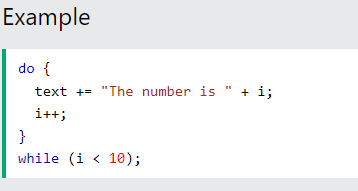 Example
do {
  text += "The number is " + i;
  i++;
}
while (i < 10);